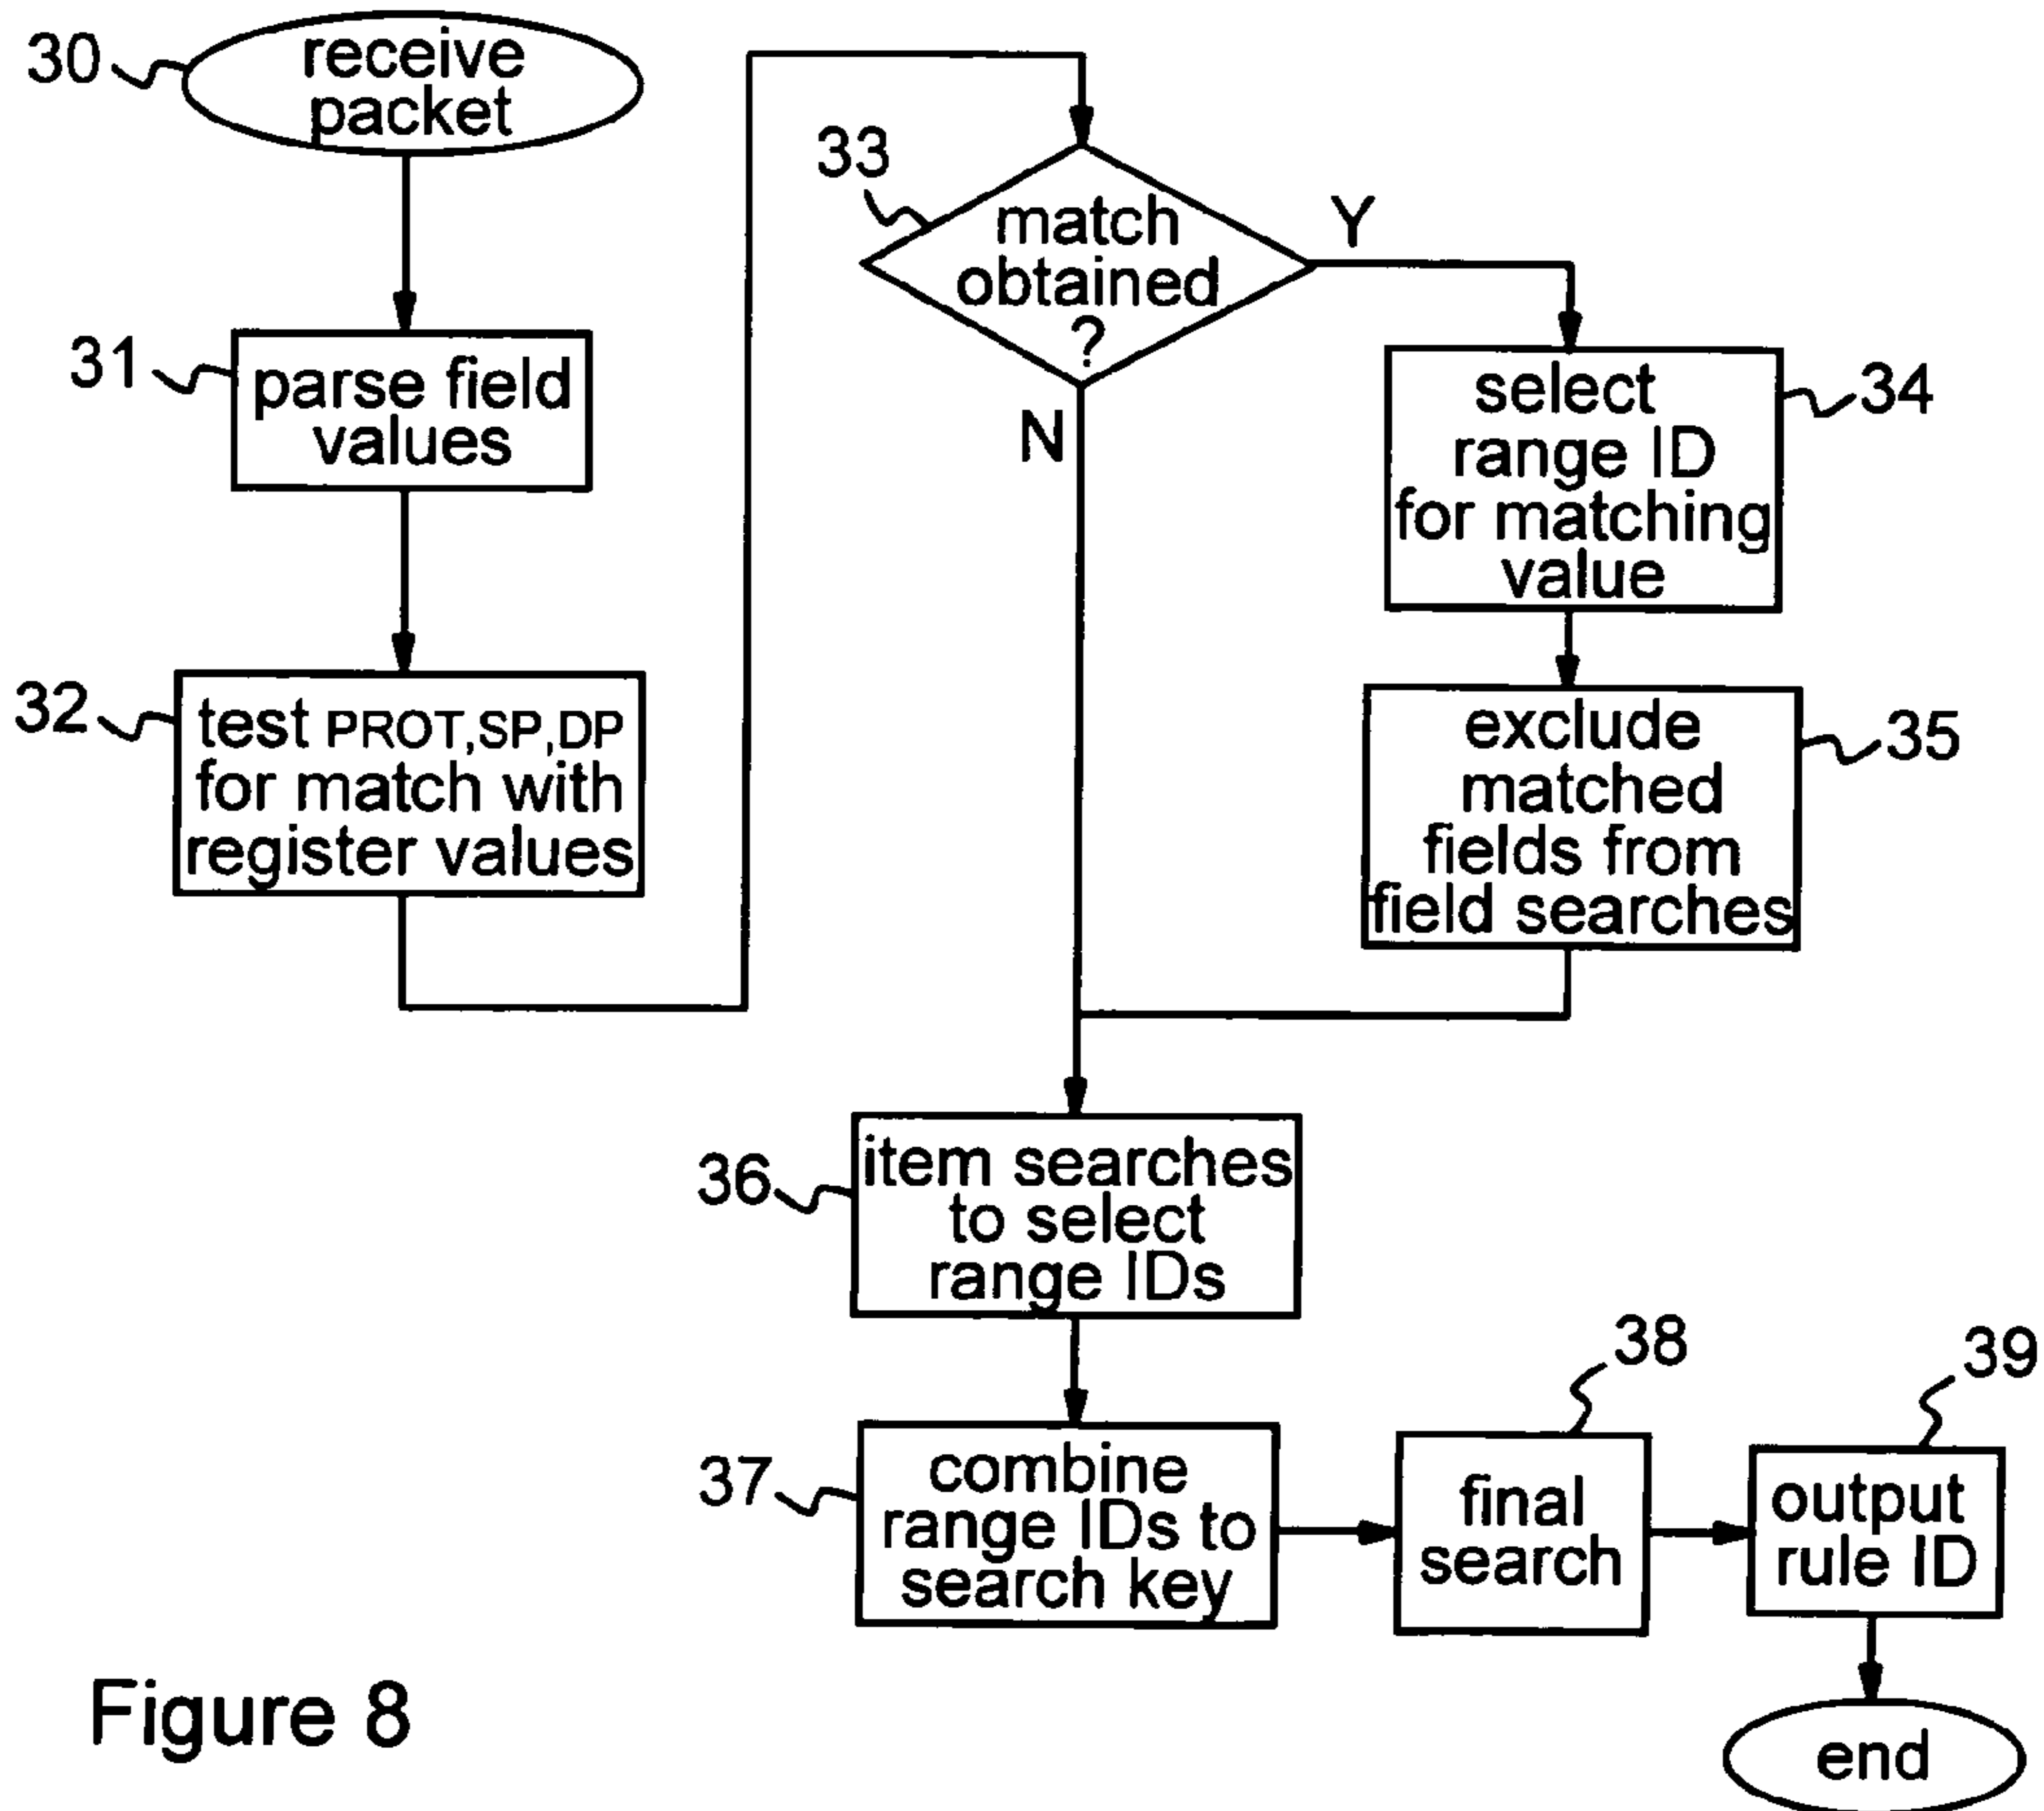 30
receive
packet
31
parse field
values
32
test PROT,SP,DP
for match with
register values
33
match
obtained
?
Y
N
34
select
range ID
for matching
value
35
exclude
matched
fields from
field searches
36
item searches
to select
range IDs
37
combine
range IDs to
search key
38
final
search
39
output
rule ID
end
Figure 8